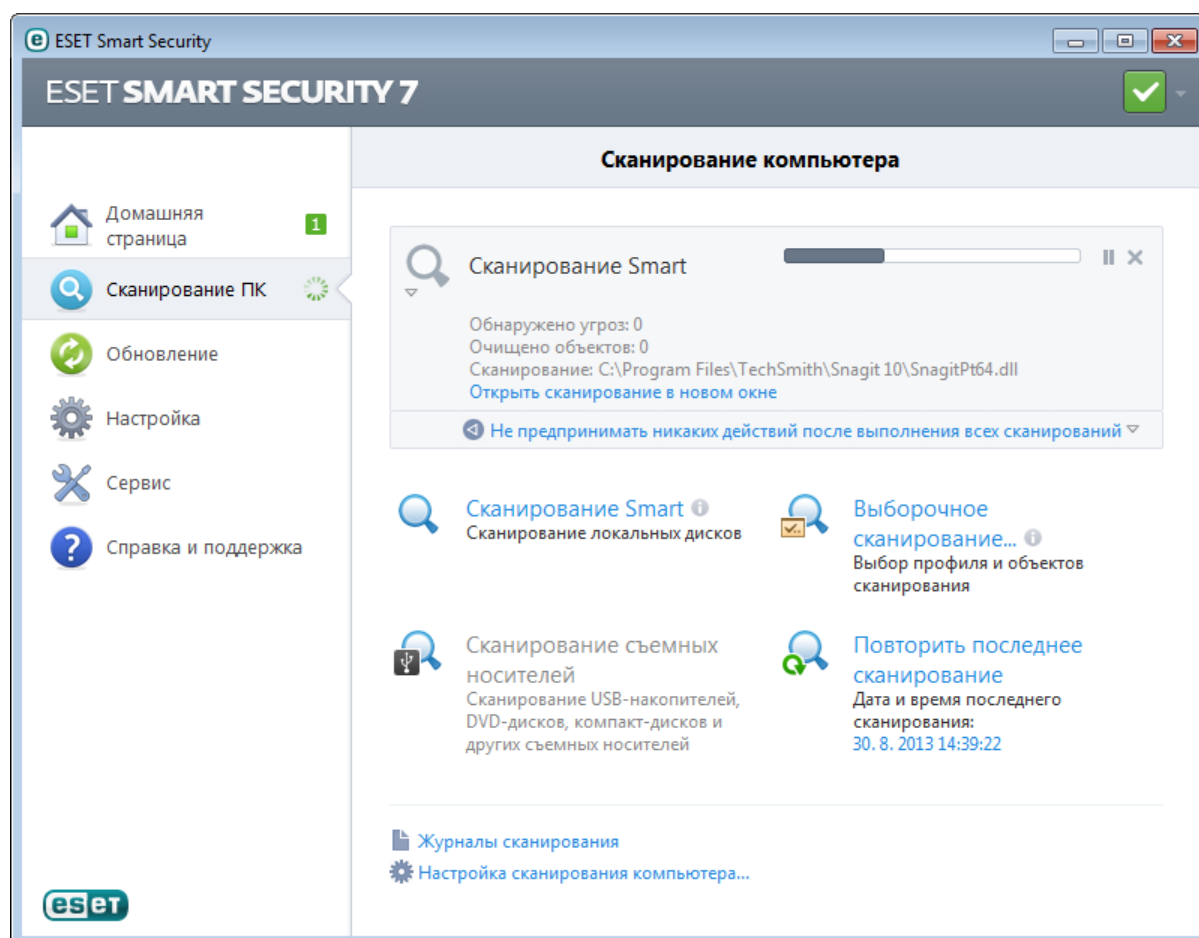 ESET Smart Security
ESET SMART SECURITY 7
Сканирование компьютера
Домашняя
страница
1
Сканирование ПК
Обновление
Настройка
Сервис
Справка и поддержка
Сканирование Smart
Обнаружено угроз: 0
Очищено объектов: 0
Сканирование: C:\Program Files\TechSmith\Snagit 10\SnagitPt64.dll
Открыть сканирование в новом окне
Не предпринимать никаких действий после выполнения всех сканирований
Сканирование Smart
Сканирование локальных дисков
Выборочное
сканирование...
Выбор профиля и объектов
сканирования
Сканирование съемных
носителей
Сканирование USB-накопителей,
DVD-дисков, компакт-дисков и
других съемных носителей
Повторить последнее
сканирование
Дата и время последнего
сканирования:
30. 8. 2013 14:39:22
Журналы сканирования
Настройка сканирования компьютера...
eset